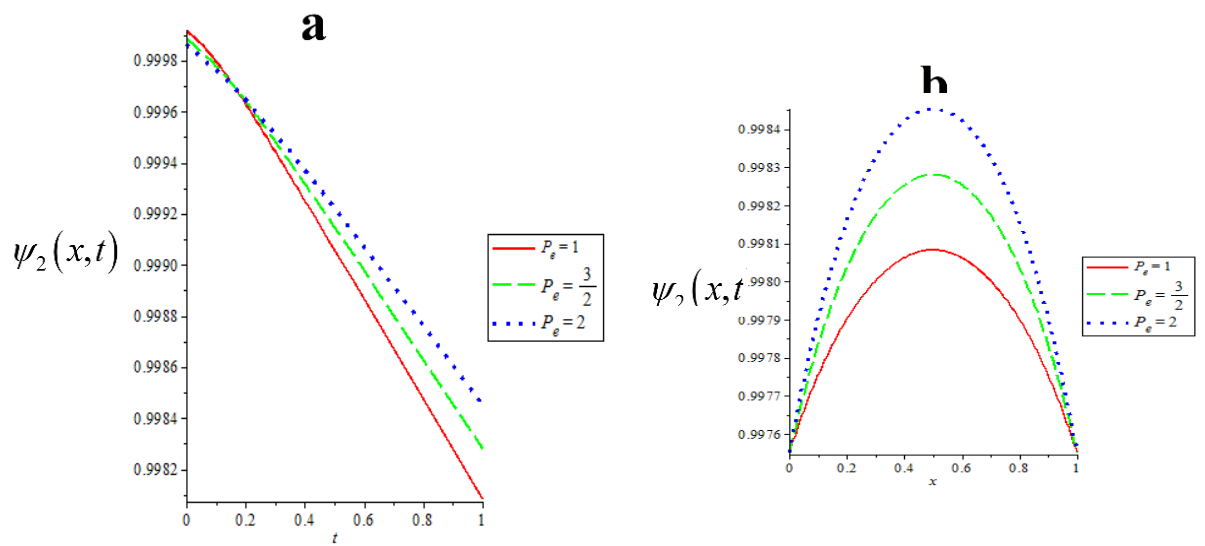 a
0.9998
0.9996
0.9994
0.9992
0.9990
0.9988
0.9986
0.9984
0.9982
ψ₂(x,t)
0
0.2
0.4
0.6
0.8
1
t
Pₑ = 1
Pₑ = 3/2
Pₑ = 2
b
0.9984
0.9983
0.9982
0.9981
0.9980
0.9979
0.9978
0.9977
0.9976
ψ₂(x,t
0
0.2
0.4
0.6
0.8
1
x
Pₑ = 1
Pₑ = 3/2
Pₑ = 2